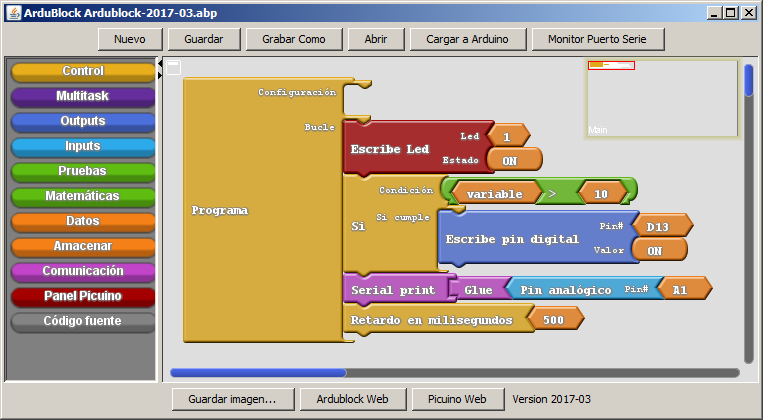 ArduBlock Ardublock-2017-03.abp
Nuevo Guardar Grabar Como Abrir Cargar a Arduino Monitor Puerto Serie
Control
Multitask
Outputs
Inputs
Pruebas
Matemáticas
Datos
Amacenar
Comunicación
Panel Picuino
Código fuente
Main
Programa
Configuración
Bucle
Escribe Led
Led 1
Estado ON
Si
Condición variable > 10
Si cumple
Escribe pin digital
Pin# D13
Valor ON
Serial print Glue Pin analógico Pin# A1
Retardo en milisegundos 500
Guardar imagen... Ardublock Web Picuino Web Version 2017-03